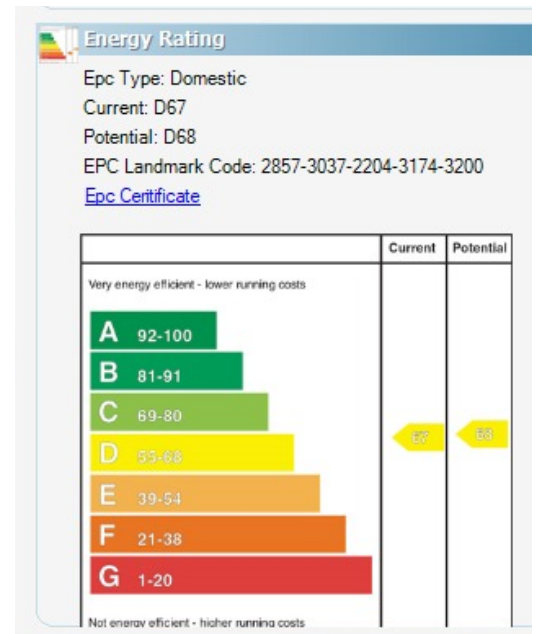 Energy Rating
Epc Type: Domestic
Current: D67
Potential: D68
EPC Landmark Code: 2857-3037-2204-3174-3200
Epc Ceritificate
Current Potential
Very energy efficient - lower running costs
A 92-100
B 81-91
C 69-80
67 68
D 55-68
E 39-54
F 21-38
G 1-20
Not energy efficient - higher running costs